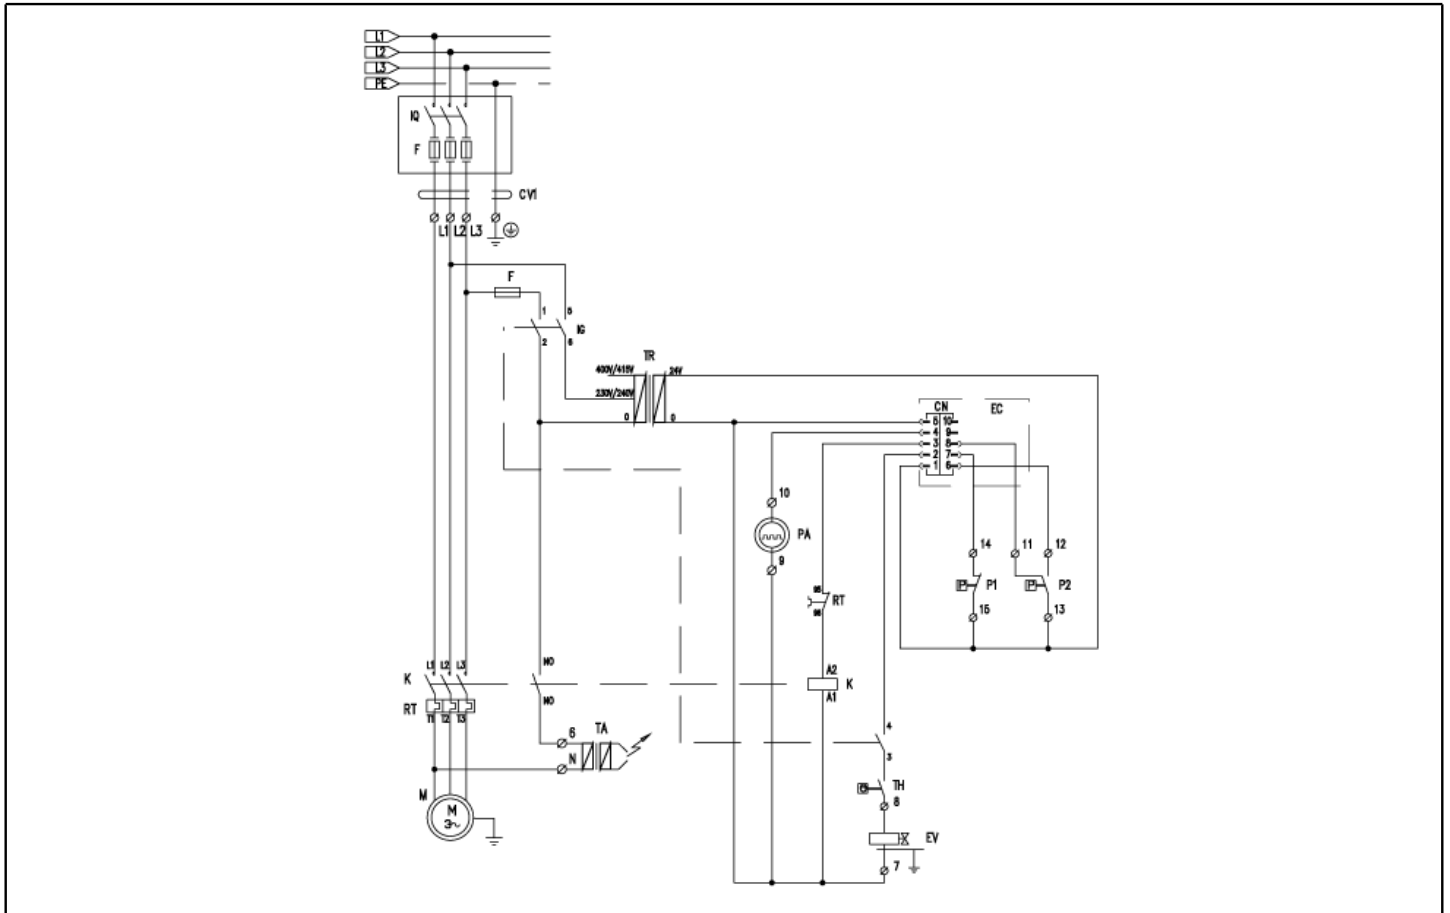 L1
L2
L3
PE
IQ
F
CV1
L1 L2 L3
F
1 5
IG
2 6
TR
400V/415V 24V
230V/240V
0 0
CN EC
5 10
4 9
3 8
2 7
1 6
10
PA
9
14 11 12
P1 P2
15 13
95
RT
96
L1 L2 L3 NO
K
A2
K
A1
NO
RT
T1 T2 T3
6 TA
N
4
3
TH
8
M
M
3~
EV
7